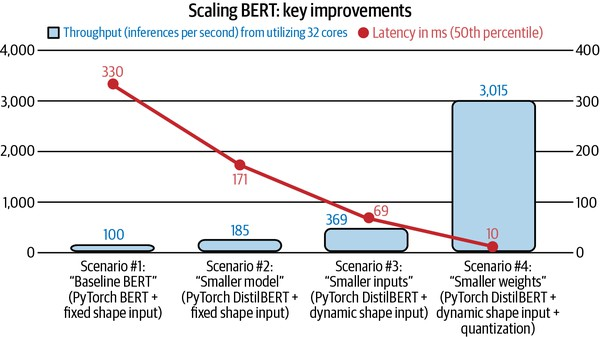 Scaling BERT: key improvements
Throughput (inferences per second) from utilizing 32 cores
Latency in ms (50th percentile)
4,000
3,000
2,000
1,000
0
400
300
200
100
0
330
171
69
10
100
185
369
3,015
Scenario #1:
"Baseline BERT"
(PyTorch BERT +
fixed shape input)
Scenario #2:
"Smaller model"
(PyTorch DistilBERT +
fixed shape input)
Scenario #3:
"Smaller inputs"
(PyTorch DistilBERT +
dynamic shape input)
Scenario #4:
"Smaller weights"
(PyTorch DistilBERT +
dynamic shape input +
quantization)